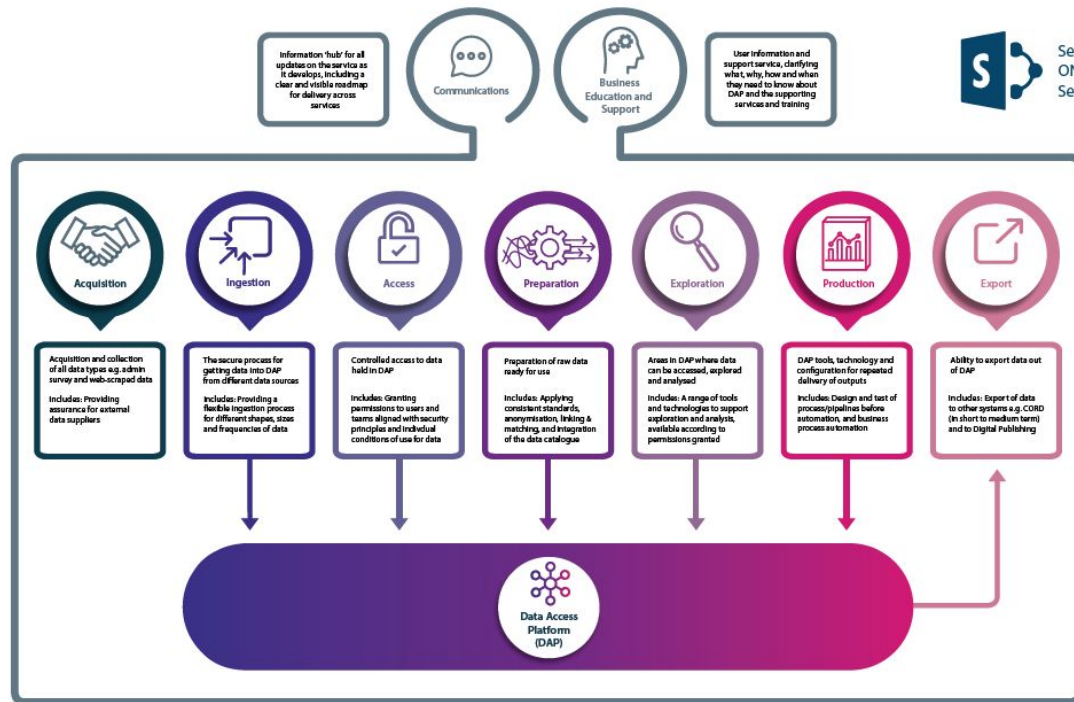 Information 'hub' for all
updates on the service as
it develops, including a
clear and visible roadmap
for delivery across
services
Communications
Business
Education and
Support
User information and
support service, clarifying
what, why, how and when
they need to know about
DAP and the supporting
services and training
S
Se
ON
Se
Acquisition
Ingestion
Access
Preparation
Exploration
Production
Export
Acquisition and collection
of all data types e.g. admin
survey and web-scraped data
Includes: Providing
assurance for external
data suppliers
The secure process for
getting data into DAP
from different data sources
Includes: Providing a
flexible ingestion process
for different shapes, sizes
and frequencies of data
Controlled access to data
held in DAP
Includes: Granting
permissions to users and
teams aligned with security
principles and Individual
conditions of use for data
Preparation of raw data
ready for use
Includes: Applying
consistent standards,
anonymisation, linking &
matching, and integration
of the data catalogue
Areas in DAP where data
can be accessed, explored
and analysed
Includes: A range of tools
and technologies to support
exploration and analysis,
available according to
permissions granted
DAP tools, technology and
configuration for repeated
delivery of outputs
Includes: Design and test of
process/pipelines before
automation, and business
process automation
Ability to export data out
of DAP
Includes: Export of data
to other systems e.g. CORD
(in short to medium term)
and to Digital Publishing
Data Access
Platform
(DAP)